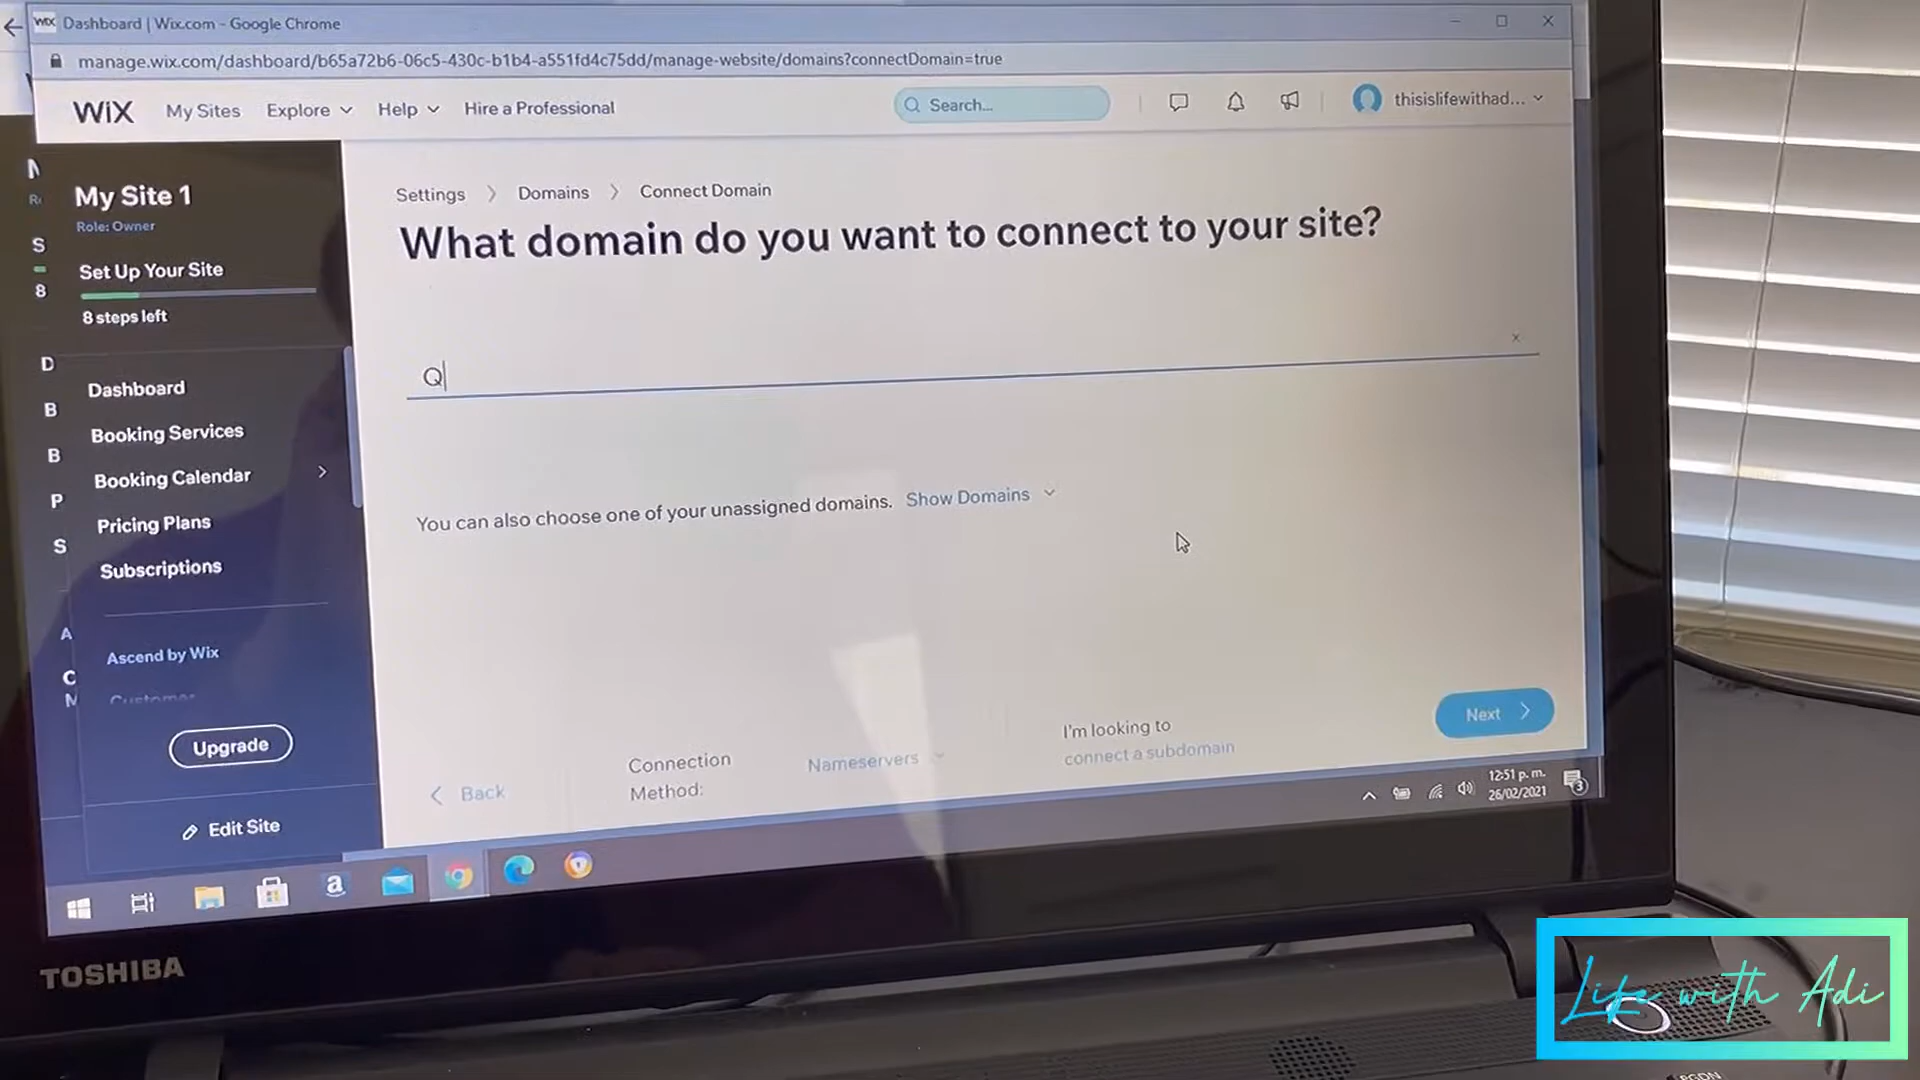 WiX Dashboard | Wix.com - Google Chrome
manage.wix.com/dashboard/b65a72b6-06c5-430c-b1b4-a551fd4c75dd/manage-website/domains?connectDomain=true
WiX My Sites Explore Help Hire a Professional Search... thisislifewithad...
My Site 1
Role: Owner
Set Up Your Site
8 steps left
Dashboard
Booking Services
Booking Calendar
Pricing Plans
Subscriptions
Ascend by Wix
Customer
Upgrade
Edit Site
S
8
D
B
B
P
S
A
C
M
Settings > Domains > Connect Domain
What domain do you want to connect to your site?
Q
You can also choose one of your unassigned domains. Show Domains
Back
Connection
Method:
Nameservers
I'm looking to
connect a subdomain
Next
12:51 p. m.
26/02/2021
3
TOSHIBA
Life with Adi
PGDN